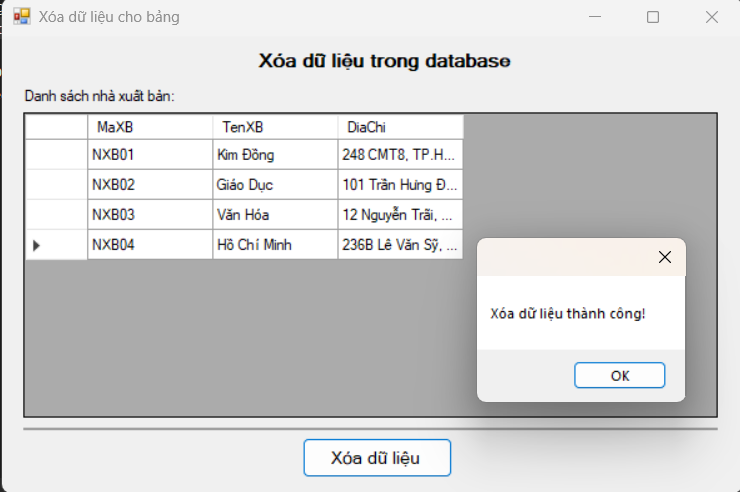 Xóa dữ liệu cho bảng
Xóa dữ liệu trong database
Danh sách nhà xuất bản:
MaXB TenXB DiaChi
NXB01 Kim Đồng 248 CMT8, TP.H...
NXB02 Giáo Dục 101 Trần Hưng Đ...
NXB03 Văn Hóa 12 Nguyễn Trãi, ...
NXB04 Hồ Chí Minh 236B Lê Văn Sỹ, ...
Xóa dữ liệu thành công!
OK
Xóa dữ liệu